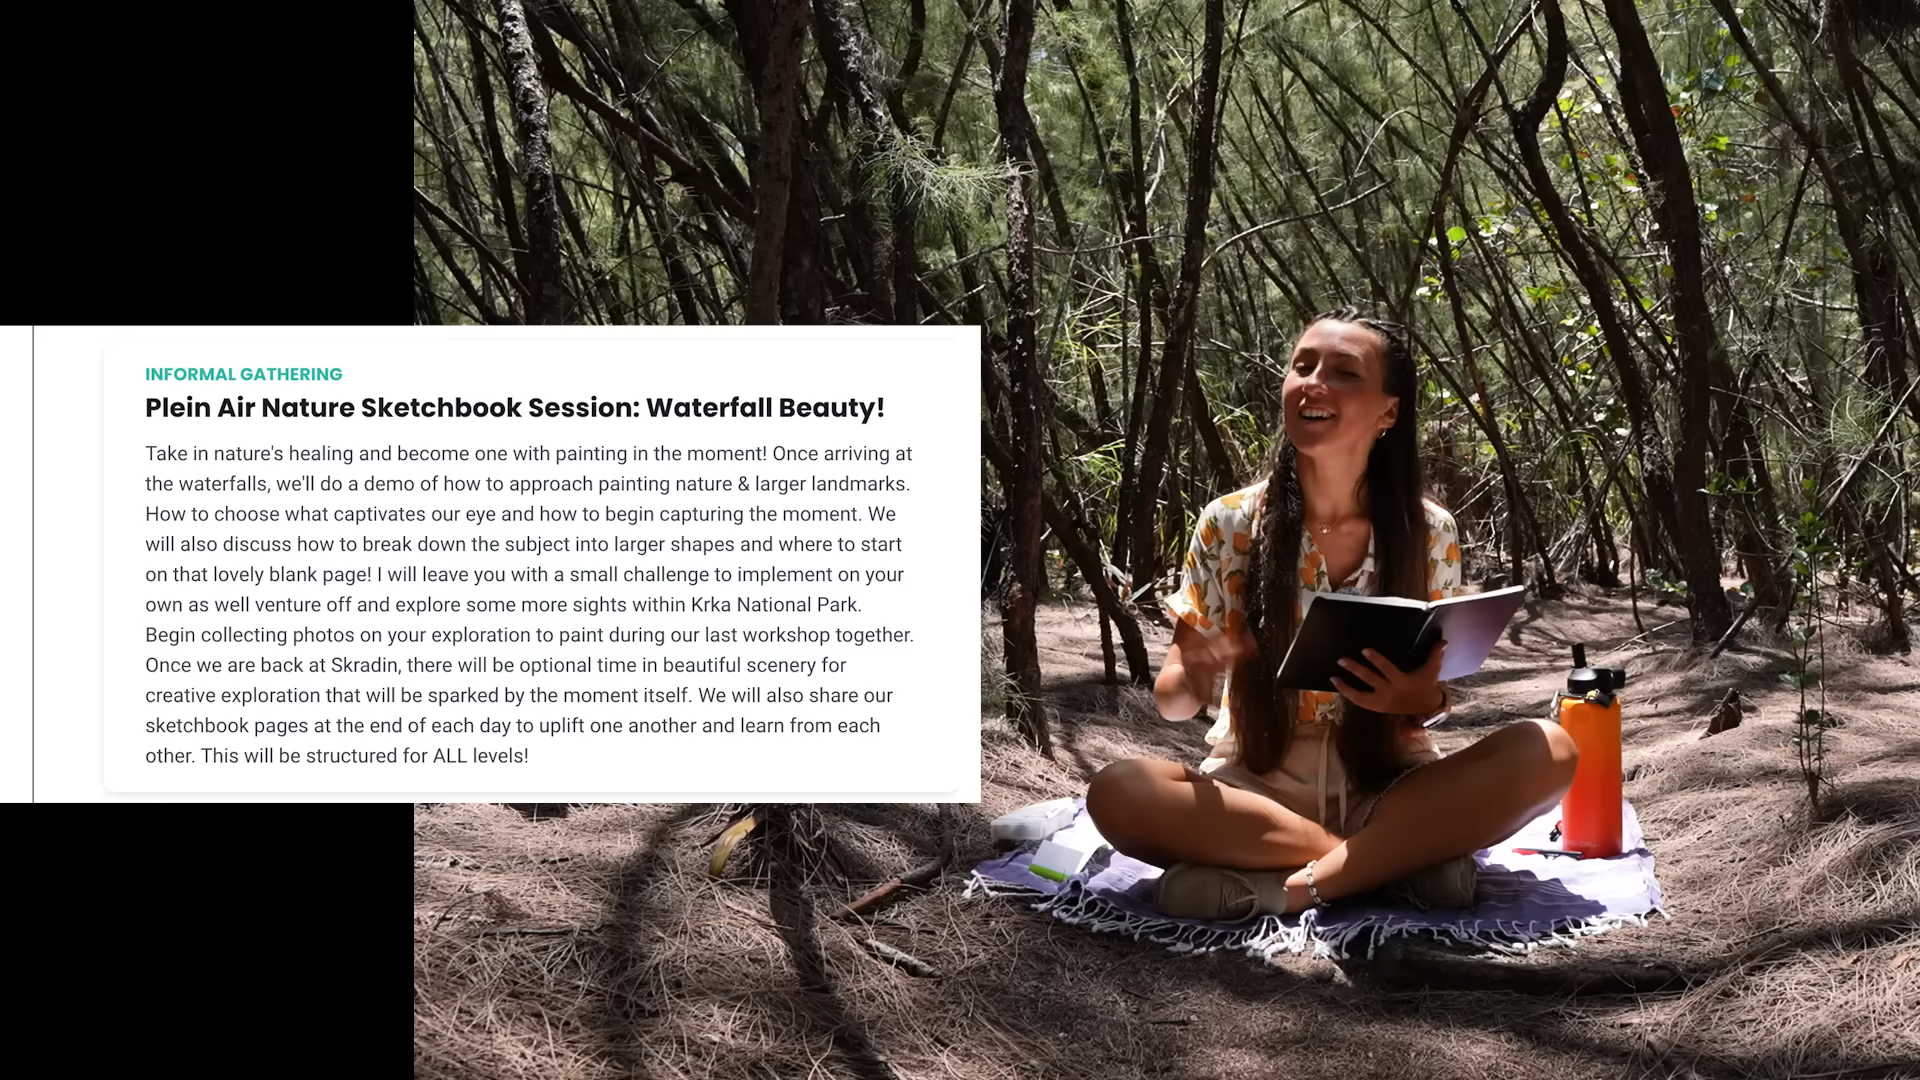 INFORMAL GATHERING
Plein Air Nature Sketchbook Session: Waterfall Beauty!
Take in nature's healing and become one with painting in the moment! Once arriving at
the waterfalls, we'll do a demo of how to approach painting nature & larger landmarks.
How to choose what captivates our eye and how to begin capturing the moment. We
will also discuss how to break down the subject into larger shapes and where to start
on that lovely blank page! I will leave you with a small challenge to implement on your
own as well venture off and explore some more sights within Krka National Park.
Begin collecting photos on your exploration to paint during our last workshop together.
Once we are back at Skradin, there will be optional time in beautiful scenery for
creative exploration that will be sparked by the moment itself. We will also share our
sketchbook pages at the end of each day to uplift one another and learn from each
other. This will be structured for ALL levels!